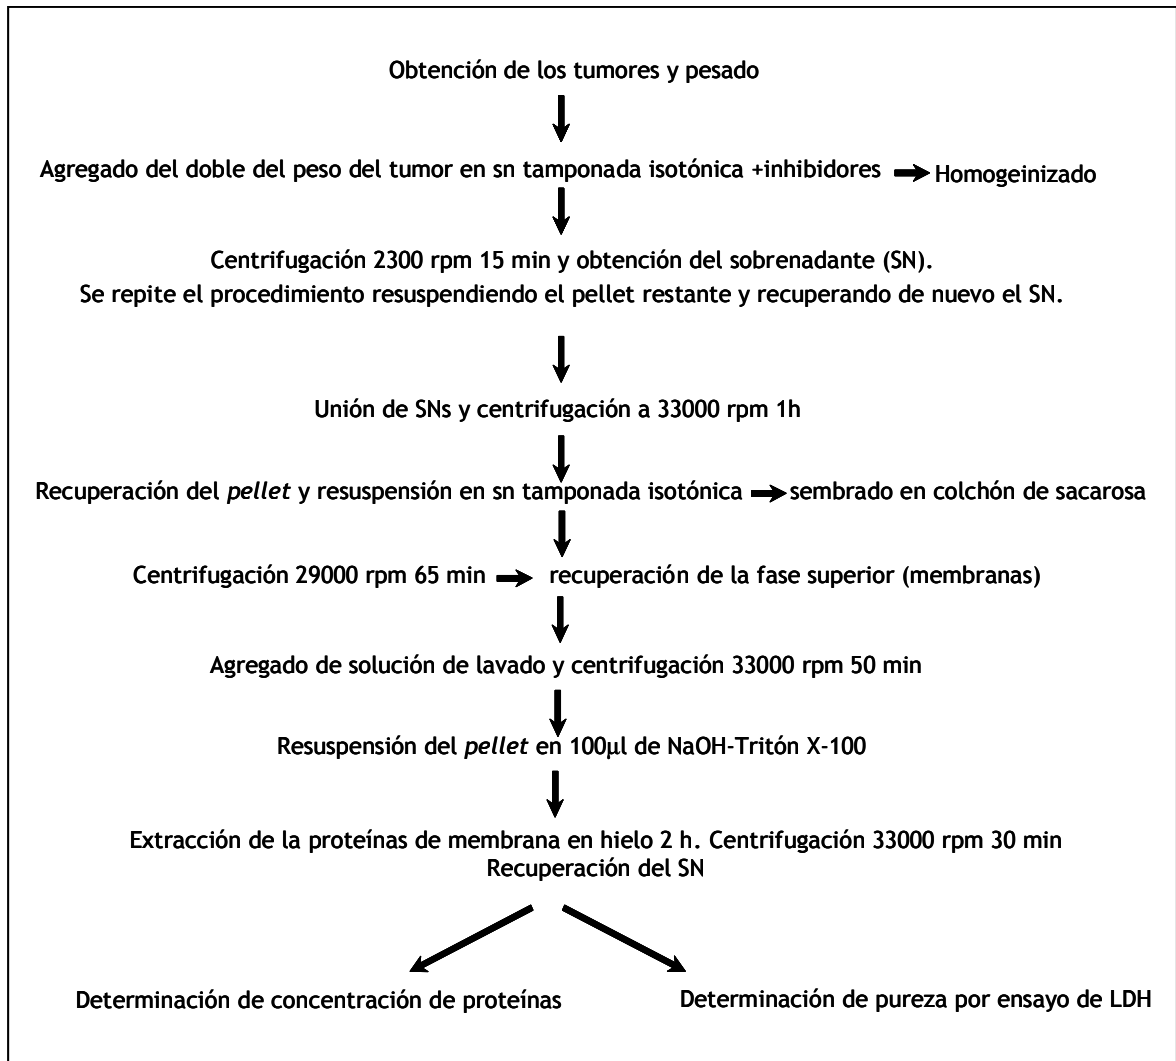 Obtención de los tumores y pesado
Agregado del doble del peso del tumor en sn tamponada isotónica +inhibidores
Homogeinizado
Centrifugación 2300 rpm 15 min y obtención del sobrenadante (SN).
Se repite el procedimiento resuspendiendo el pellet restante y recuperando de nuevo el SN.
Unión de SNs y centrifugación a 33000 rpm 1h
Recuperación del pellet y resuspensión en sn tamponada isotónica
sembrado en colchón de sacarosa
Centrifugación 29000 rpm 65 min
recuperación de la fase superior (membranas)
Agregado de solución de lavado y centrifugación 33000 rpm 50 min
Resuspensión del pellet en 100µl de NaOH-Tritón X-100
Extracción de la proteínas de membrana en hielo 2 h. Centrifugación 33000 rpm 30 min
Recuperación del SN
Determinación de concentración de proteínas
Determinación de pureza por ensayo de LDH